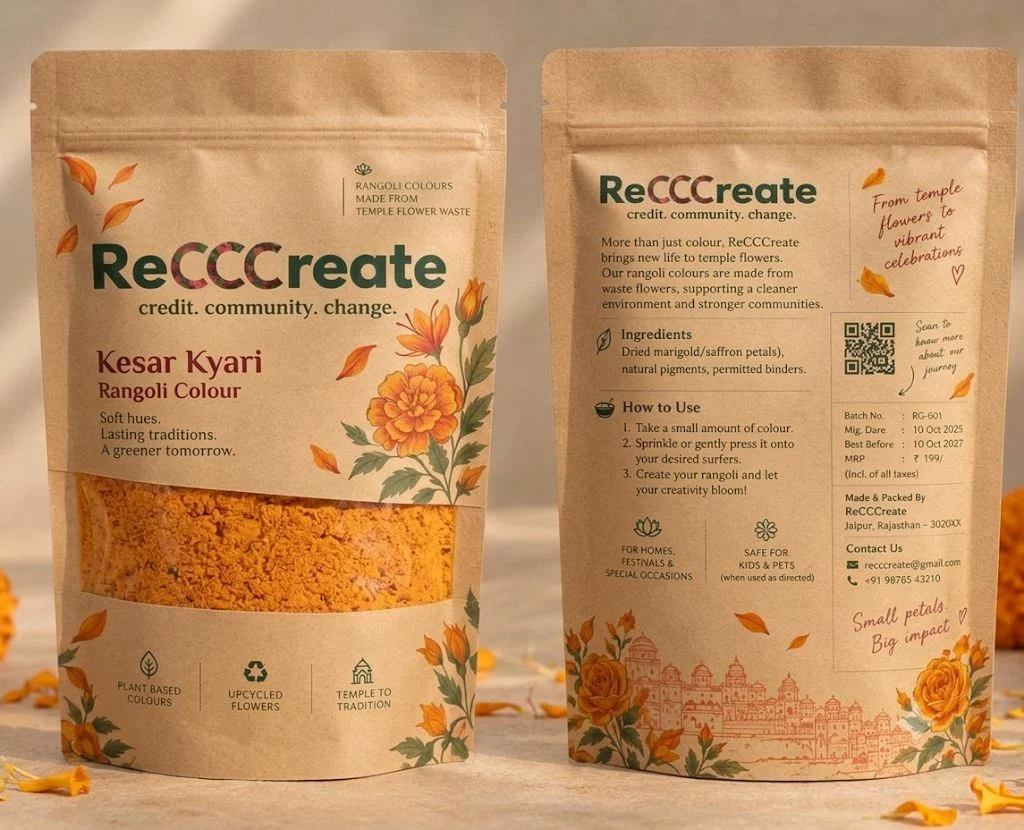 RANGOLI COLOURS
MADE FROM
TEMPLE FLOWER WASTE
ReCCCreate
credit. community. change.
Kesar Kyari
Rangoli Colour
Soft hues.
Lasting traditions.
A greener tomorrow.
PLANT BASED
COLOURS
UPCYCLED
FLOWERS
TEMPLE TO
TRADITION
ReCCCreate
credit. community. change.
More than just colour, ReCCCreate
brings new life to temple flowers.
Our rangoli colours are made from
waste flowers, supporting a cleaner
environment and stronger communities.
From temple
flowers to
vibrant
celebrations
Ingredients
Dried marigold/saffron petals),
natural pigments, permitted binders.
Scan to
know more
about our
journey
How to Use
1. Take a small amount of colour.
2. Sprinkle or gently press it onto
your desired surfers.
3. Create your rangoli and let
your creativity bloom!
Batch No. : RG-601
Mig. Dare : 10 Oct 2025
Best Before : 10 Oct 2027
MRP : ₹ 199/
(Incl. of all taxes)
Made & Packed By
ReCCCreate
Jaipur, Rajasthan – 3020XX
FOR HOMES,
FESTIVALS &
SPECIAL OCCASIONS
SAFE FOR
KIDS & PETS
(when used as directed)
Contact Us
recccreate@gmail.com
+91 98765 43210
Small petals.
Big impact